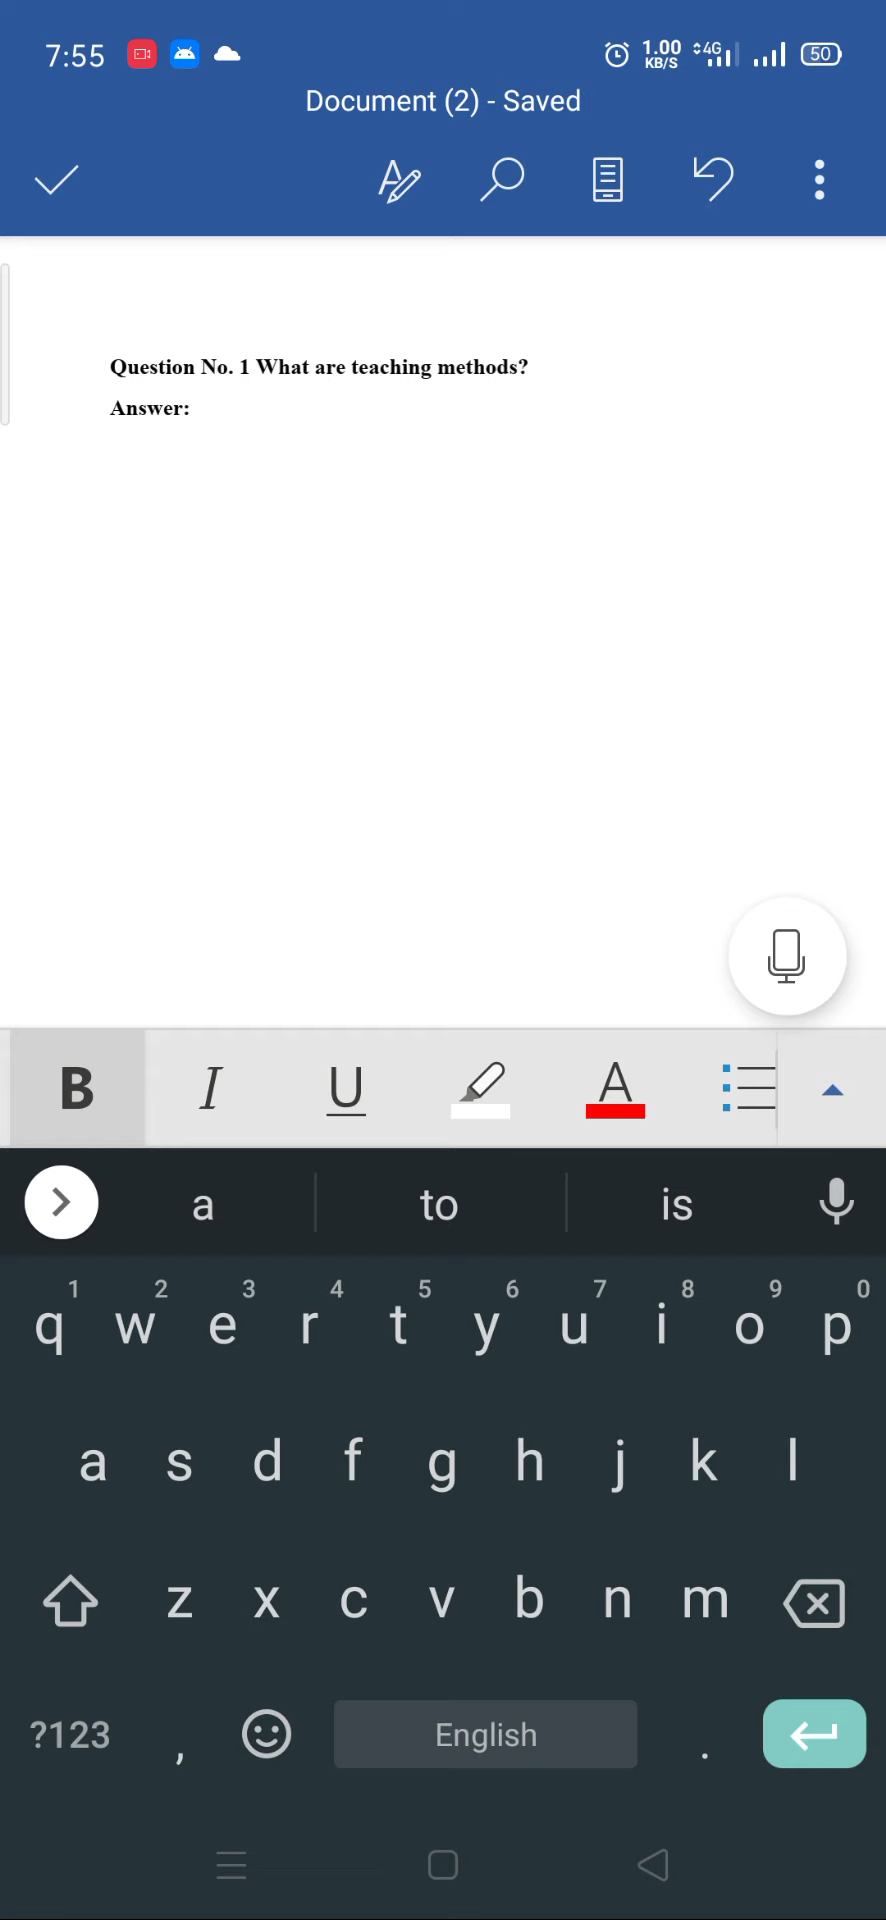 7:55 1.00 KB/S 4G 50
Document (2) - Saved
Question No. 1 What are teaching methods?
Answer:
B I U A
a to is
1 2 3 4 5 6 7 8 9 0
q w e r t y u i o p
a s d f g h j k l
z x c v b n m
?123 , English .